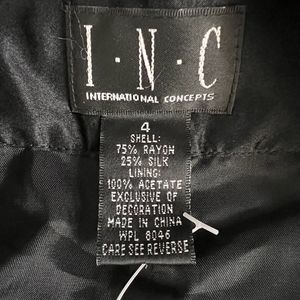 I·N·C
INTERNATIONAL CONCEPTS
4
SHELL:
75% RAYON
25% SILK
LINING:
100% ACETATE
EXCLUSIVE OF
DECORATION
MADE IN CHINA
WPL 8046
CARE SEE REVERSE